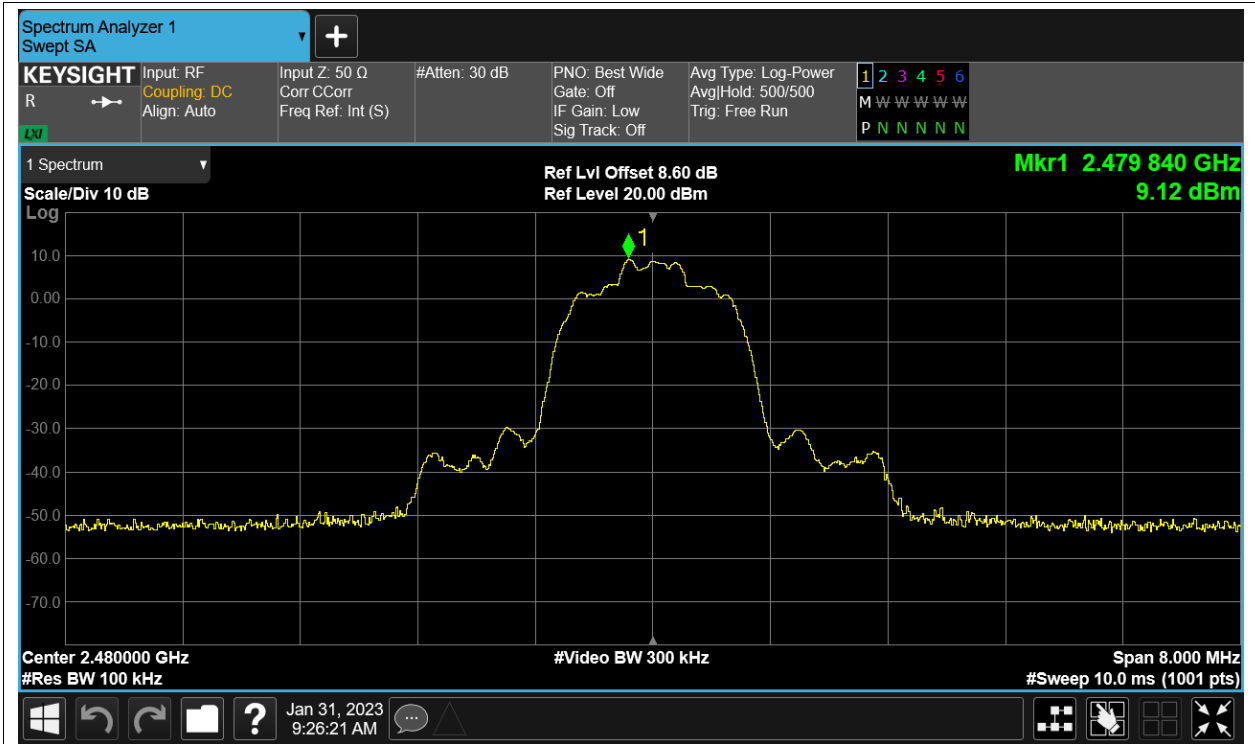 Spectrum Analyzer 1
Swept SA
KEYSIGHT
R
LXI
Input: RF
Coupling: DC
Align: Auto
Input Z: 50 Ω
Corr CCorr
Freq Ref: Int (S)
#Atten: 30 dB
PNO: Best Wide
Gate: Off
IF Gain: Low
Sig Track: Off
Avg Type: Log-Power
Avg|Hold: 500/500
Trig: Free Run
1 2 3 4 5 6
M W W W W W
P N N N N N
1 Spectrum
Scale/Div 10 dB
Log
Ref Lvl Offset 8.60 dB
Ref Level 20.00 dBm
Mkr1 2.479 840 GHz
9.12 dBm
1
10.0
0.00
-10.0
-20.0
-30.0
-40.0
-50.0
-60.0
-70.0
Center 2.480000 GHz
#Video BW 300 kHz
Span 8.000 MHz
#Res BW 100 kHz
#Sweep 10.0 ms (1001 pts)
?
Jan 31, 2023
9:26:21 AM